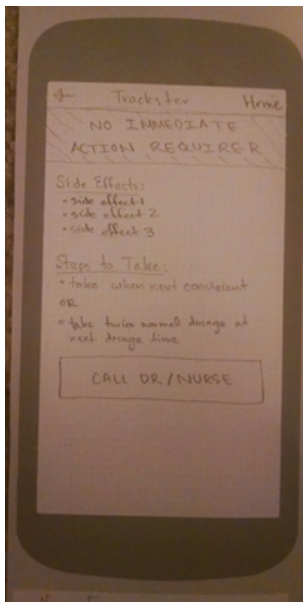 ← Trackster Home
NO IMMEDIATE
ACTION REQUIRER
Side Effects:
• side effect 1
• side effect 2
• side effect 3
Steps to Take:
• take when next convenient
OR
• take twice normal dosage at
next dosage time
CALL DR/NURSE